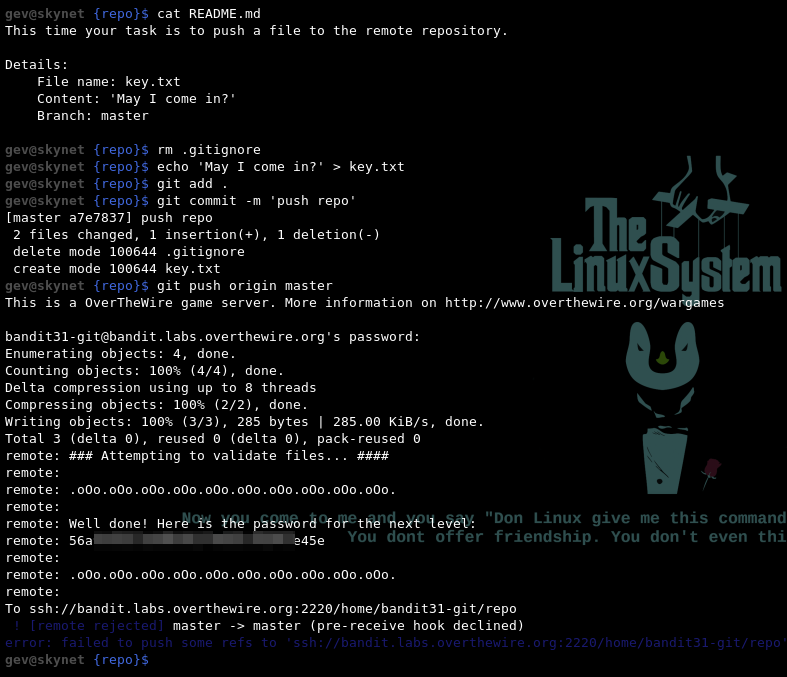 gev@skynet {repo}$ cat README.md
This time your task is to push a file to the remote repository.
Details:
    File name: key.txt
    Content: 'May I come in?'
    Branch: master
gev@skynet {repo}$ rm .gitignore
gev@skynet {repo}$ echo 'May I come in?' > key.txt
gev@skynet {repo}$ git add .
gev@skynet {repo}$ git commit -m 'push repo'
[master a7e7837] push repo
 2 files changed, 1 insertion(+), 1 deletion(-)
 delete mode 100644 .gitignore
 create mode 100644 key.txt
The
LinuxSystem
gev@skynet {repo}$ git push origin master
This is a OverTheWire game server. More information on http://www.overthewire.org/wargames
bandit31-git@bandit.labs.overthewire.org's password:
Enumerating objects: 4, done.
Counting objects: 100% (4/4), done.
Delta compression using up to 8 threads
Compressing objects: 100% (2/2), done.
Writing objects: 100% (3/3), 285 bytes | 285.00 KiB/s, done.
Total 3 (delta 0), reused 0 (delta 0), pack-reused 0
remote: ### Attempting to validate files... ####
remote:
remote: .oOo.oOo.oOo.oOo.oOo.oOo.oOo.oOo.oOo.oOo.
remote:
Now you come to me and you say "Don Linux give me this command
remote: Well done! Here is the password for the next level:
You dont offer friendship. You don't even thi
remote: 56a e45e
remote:
remote: .oOo.oOo.oOo.oOo.oOo.oOo.oOo.oOo.oOo.oOo.
remote:
To ssh://bandit.labs.overthewire.org:2220/home/bandit31-git/repo
 ! [remote rejected] master -> master (pre-receive hook declined)
error: failed to push some refs to 'ssh://bandit.labs.overthewire.org:2220/home/bandit31-git/repo'
gev@skynet {repo}$